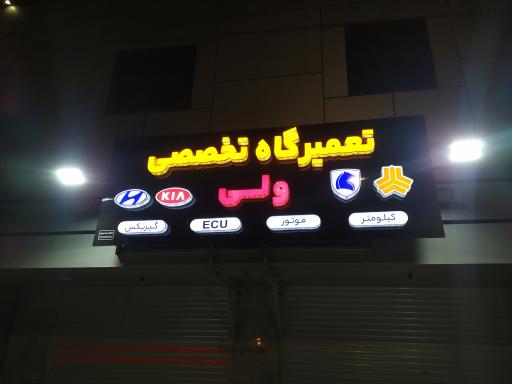 تعمیرگاه تخصصی
ولی
KIA
کیلومتر
موتور
ECU
گیربکس